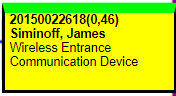 20150022618(0,46)
Siminoff, James
Wireless Entrance
Communication Device